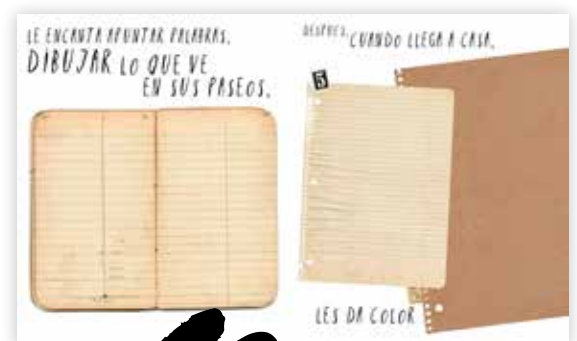 LE ENCANTA APUNTAR PALABRAS,
DIBUJAR LO QUE VE
EN SUS PASEOS.
DESPUÉS, CUANDO LLEGA A CASA,
5
LES DA COLOR